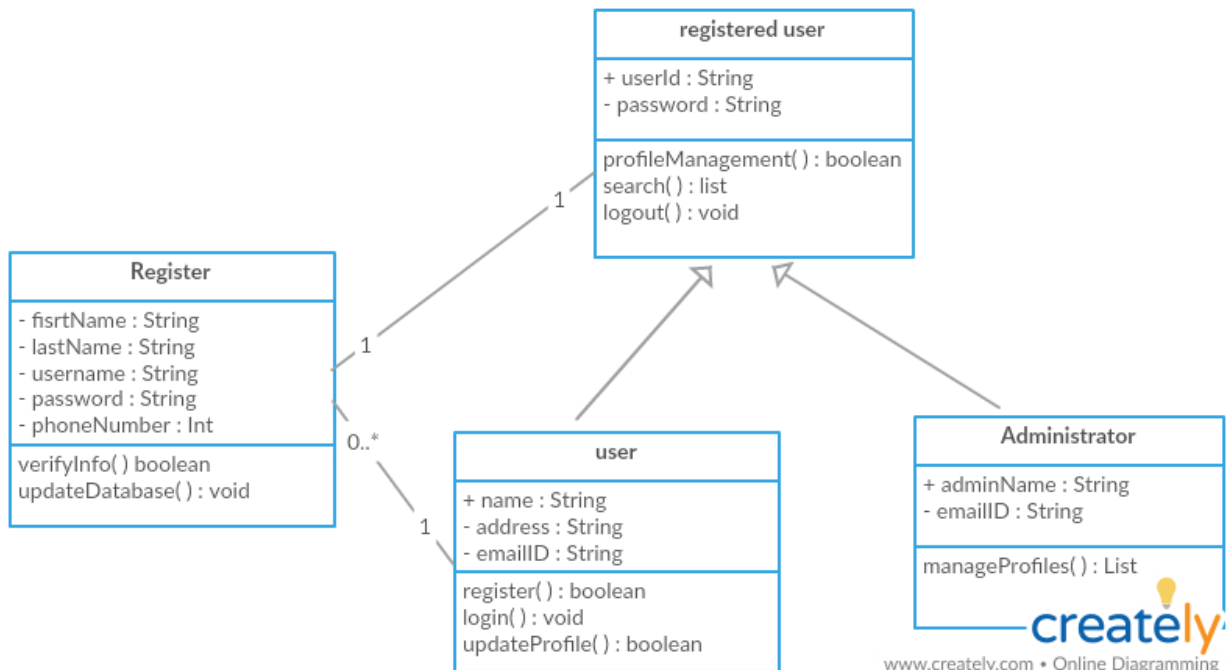 registered user
+ userId : String
- password : String
profileManagement( ) : boolean
search( ) : list
logout( ) : void
1
1
Register
- fisrtName : String
- lastName : String
- username : String
- password : String
- phoneNumber : Int
verifyInfo( ) boolean
updateDatabase( ) : void
0..*
1
user
+ name : String
- address : String
- emailID : String
register( ) : boolean
login( ) : void
updateProfile( ) : boolean
Administrator
+ adminName : String
- emailID : String
manageProfiles( ) : List
creately
www.creately.com • Online Diagramming